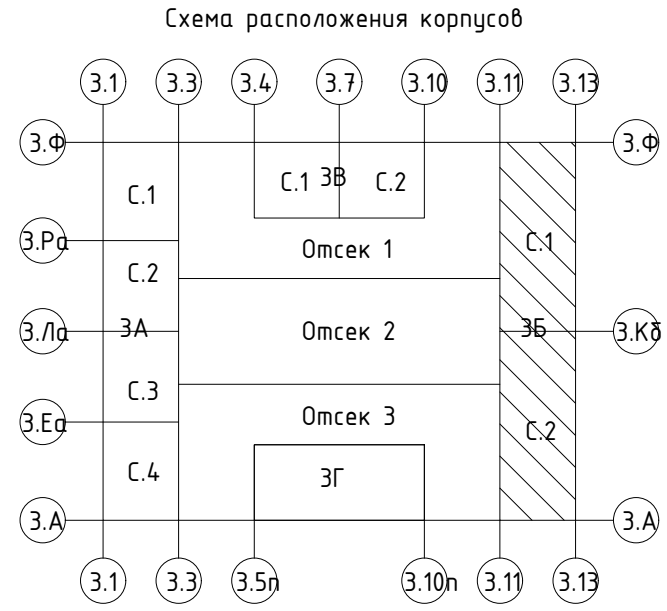 Схема расположения корпусов
3.1 3.3 3.4 3.7 3.10 3.11 3.13
3.Ф 3.Ф
С.1 С.1 3В С.2
3.Ра С.1
Отсек 1
С.2
3.Ла 3А Отсек 2 3Б 3.Кб
С.3
3.Еа Отсек 3 С.2
С.4 3Г
3.А 3.А
3.1 3.3 3.5п 3.10п 3.11 3.13